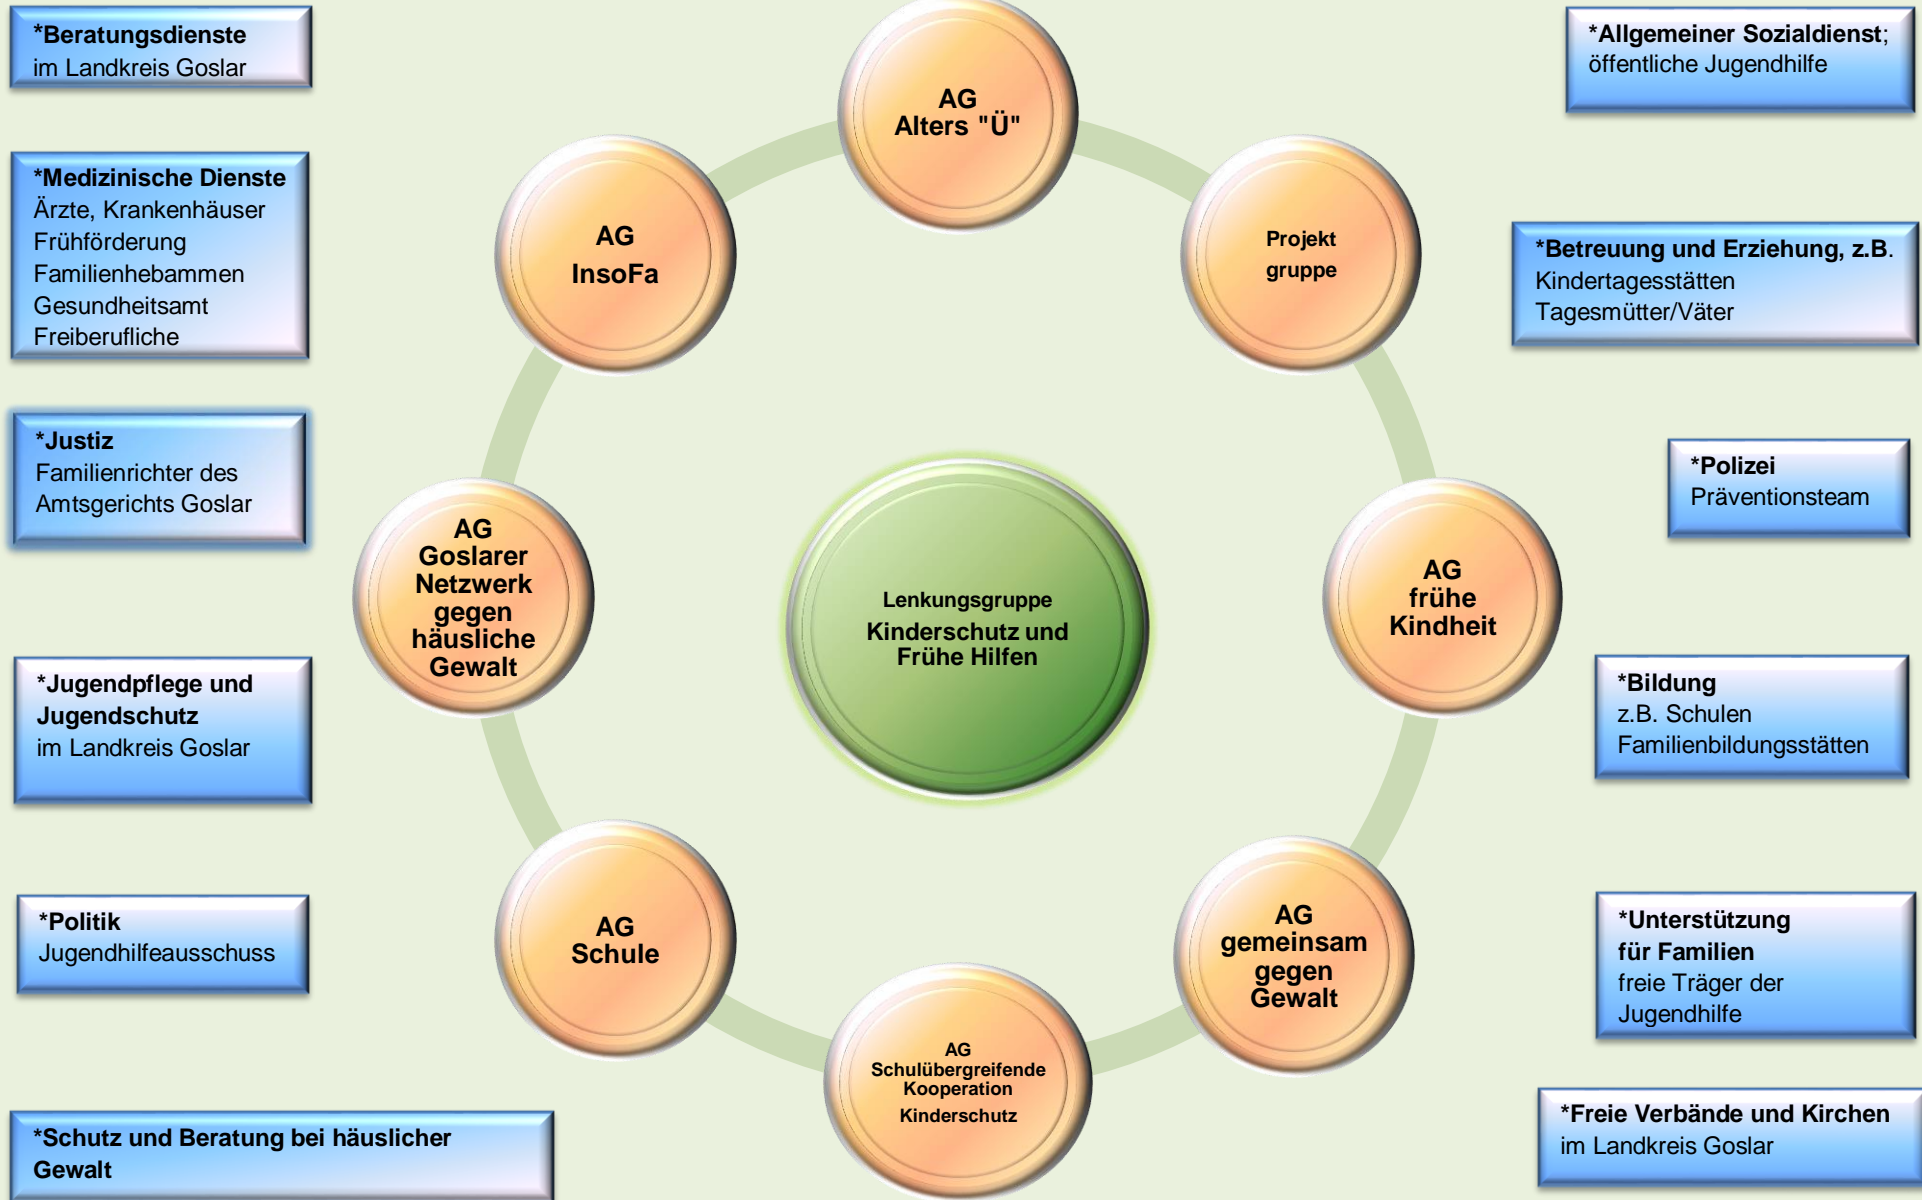 *Beratungsdienste
im Landkreis Goslar
*Medizinische Dienste
Ärzte, Krankenhäuser
Frühförderung
Familienhebammen
Gesundheitsamt
Freiberufliche
*Justiz
Familienrichter des
Amtsgerichts Goslar
*Jugendpflege und
Jugendschutz
im Landkreis Goslar
*Politik
Jugendhilfeausschuss
*Schutz und Beratung bei häuslicher
Gewalt
AG
Alters "Ü"
Projekt
gruppe
AG
frühe
Kindheit
AG
gemeinsam
gegen
Gewalt
AG
Schulübergreifende
Kooperation
Kinderschutz
AG
Schule
AG
Goslarer
Netzwerk
gegen
häusliche
Gewalt
AG
InsoFa
Lenkungsgruppe
Kinderschutz und
Frühe Hilfen
*Allgemeiner Sozialdienst;
öffentliche Jugendhilfe
*Betreuung und Erziehung, z.B.
Kindertagesstätten
Tagesmütter/Väter
*Polizei
Präventionsteam
*Bildung
z.B. Schulen
Familienbildungsstätten
*Unterstützung
für Familien
freie Träger der
Jugendhilfe
*Freie Verbände und Kirchen
im Landkreis Goslar